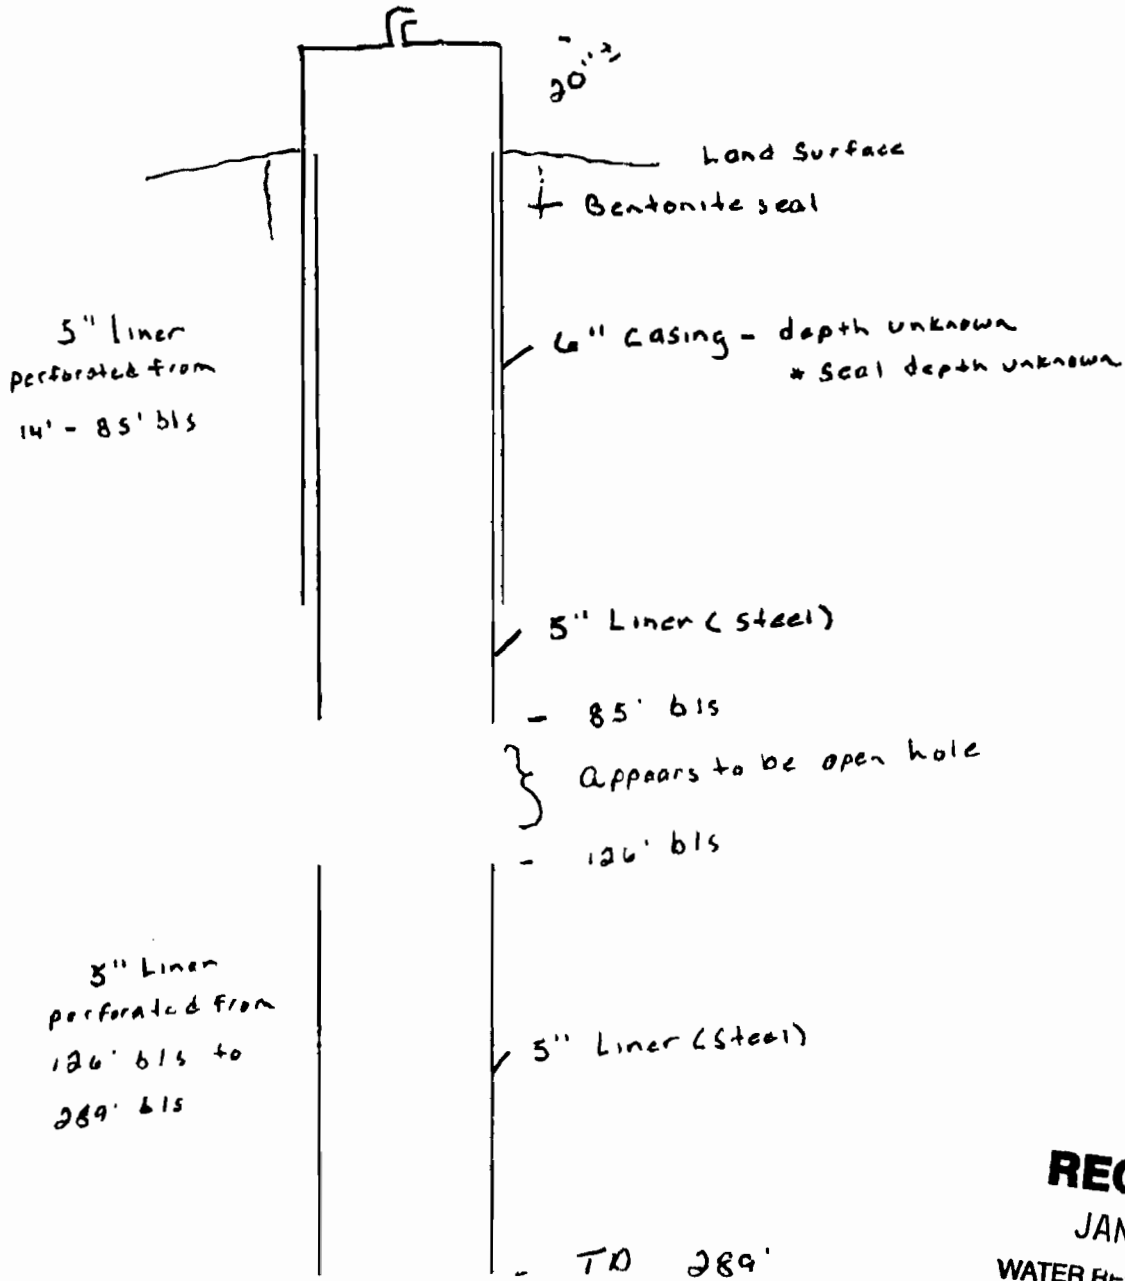 20"
Land Surface
Bentonite seal
5" liner
perforated from
14' - 85' bls
6" casing - depth unknown
* Seal depth unknown
5" Liner (steel)
- 85' bls
Appears to be open hole
- 126' bls
5" Liner
perforated from
126' bls to
289' bls
5" Liner (steel)
- TD 289'
JAN
WATER